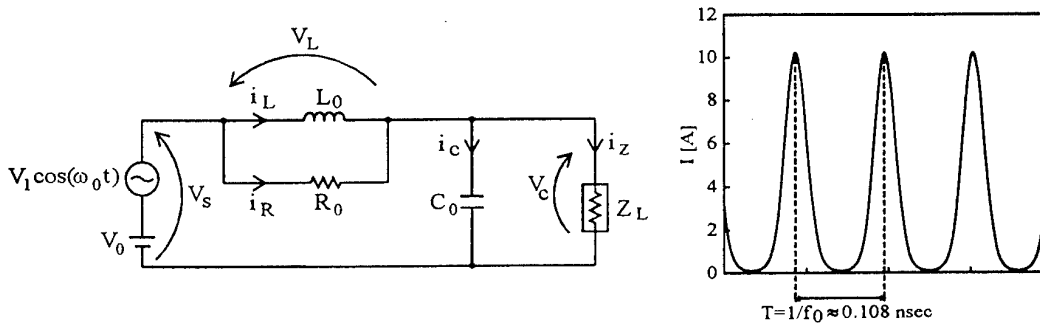 V_L
i_L L_0
i_R R_0
V_1cos(ω_0t)
V_s
V_0
i_c
C_0
V_c
i_z
Z_L
I [A]
12
10
8
6
4
2
0
T=1/f_0≈0.108 nsec